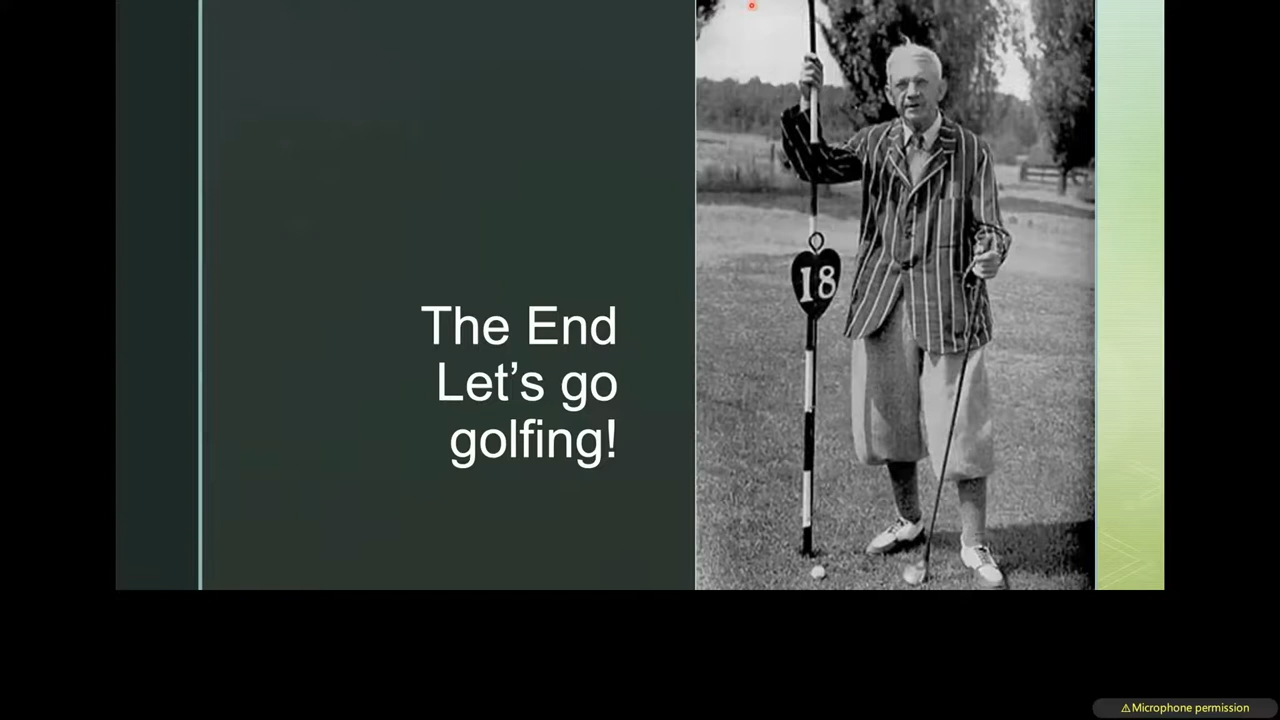 The End
Let’s go
golfing!
18
⚠Microphone permission